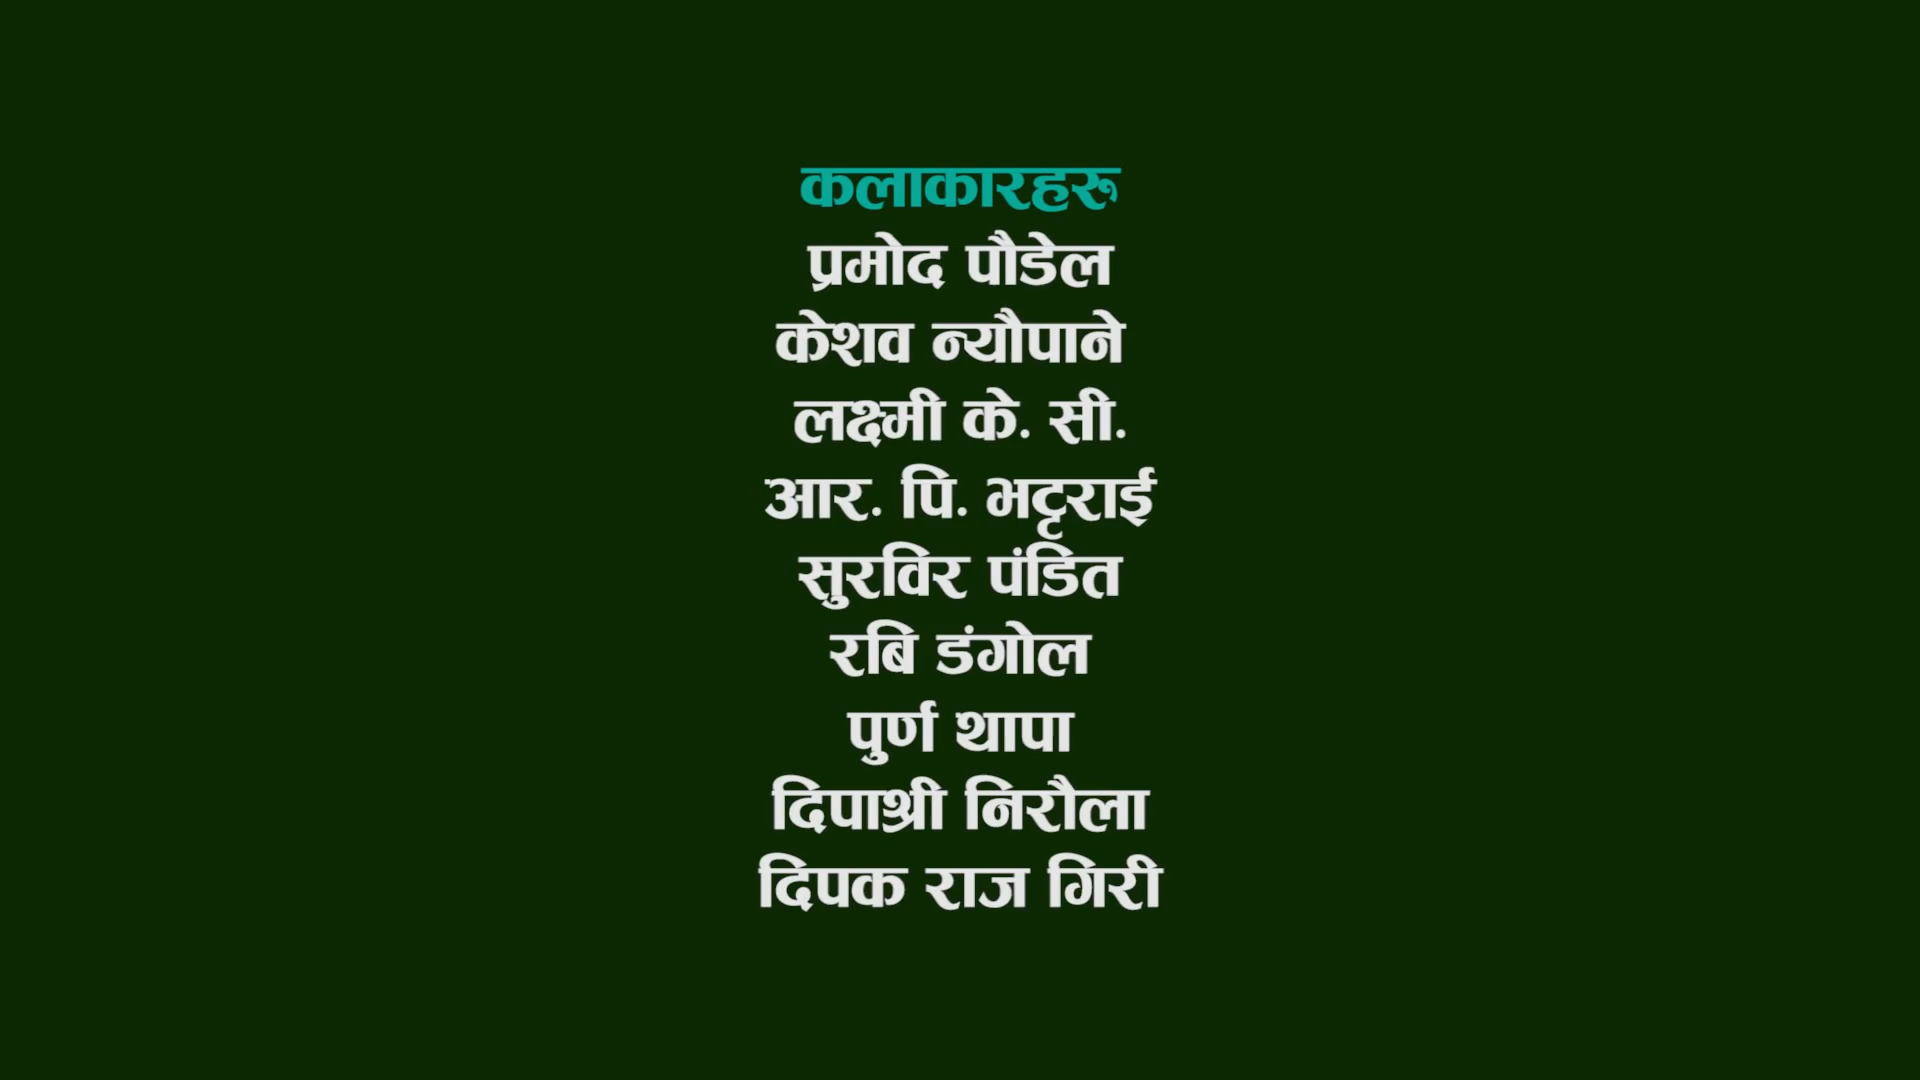 कलाकारहरु
प्रमोद पौडेल
केशव न्यौपाने
लक्ष्मी के. सी.
आर. पि. भट्टराई
सुरविर पंडित
रबि डंगोल
पुर्ण थापा
दिपाश्री निरौला
दिपक राज गिरी